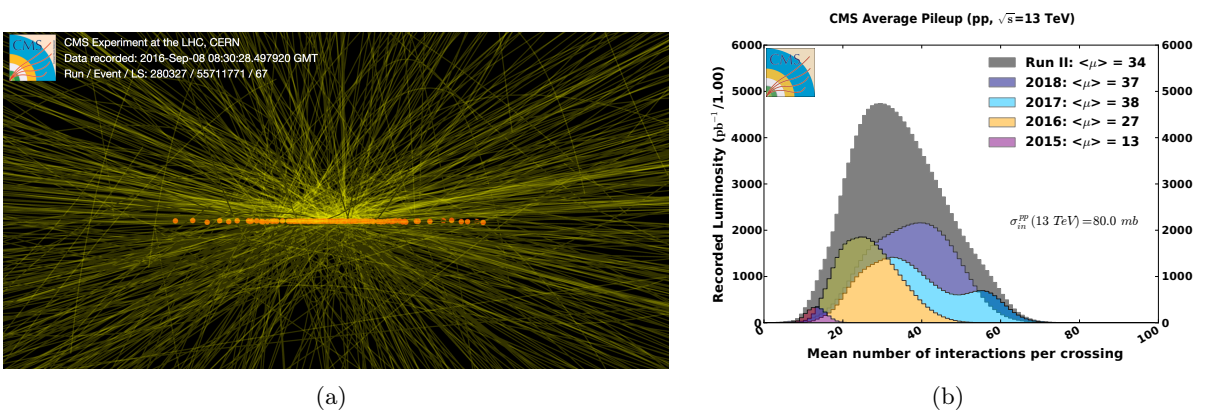 CMS
CMS Experiment at the LHC, CERN
Data recorded: 2016-Sep-08 08:30:28.497920 GMT
Run / Event / LS: 280327 / 55711771 / 67
(a)
CMS Average Pileup (pp, √s=13 TeV)
CMS
Run II: <μ> = 34
2018: <μ> = 37
2017: <μ> = 38
2016: <μ> = 27
2015: <μ> = 13
σ_in^pp (13 TeV)=80.0 mb
Recorded Luminosity (pb⁻¹/1.00)
6000
5000
4000
3000
2000
1000
0
6000
5000
4000
3000
2000
1000
0
0 20 40 60 80 100
Mean number of interactions per crossing
(b)